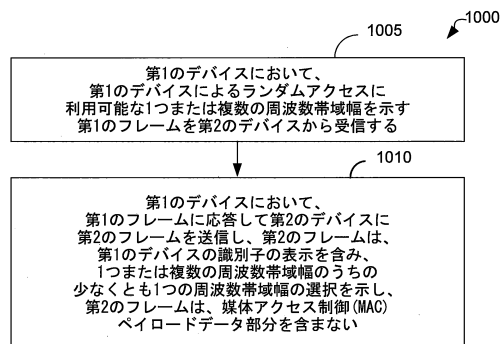 1000
1005
第1のデバイスにおいて、
第1のデバイスによるランダムアクセスに
利用可能な1つまたは複数の周波数帯域幅を示す
第1のフレームを第2のデバイスから受信する
1010
第1のデバイスにおいて、
第1のフレームに応答して第2のデバイスに
第2のフレームを送信し、第2のフレームは、
第1のデバイスの識別子の表示を含み、
1つまたは複数の周波数帯域幅のうちの
少なくとも1つの周波数帯域幅の選択を示し、
第2のフレームは、媒体アクセス制御(MAC)
ペイロードデータ部分を含まない